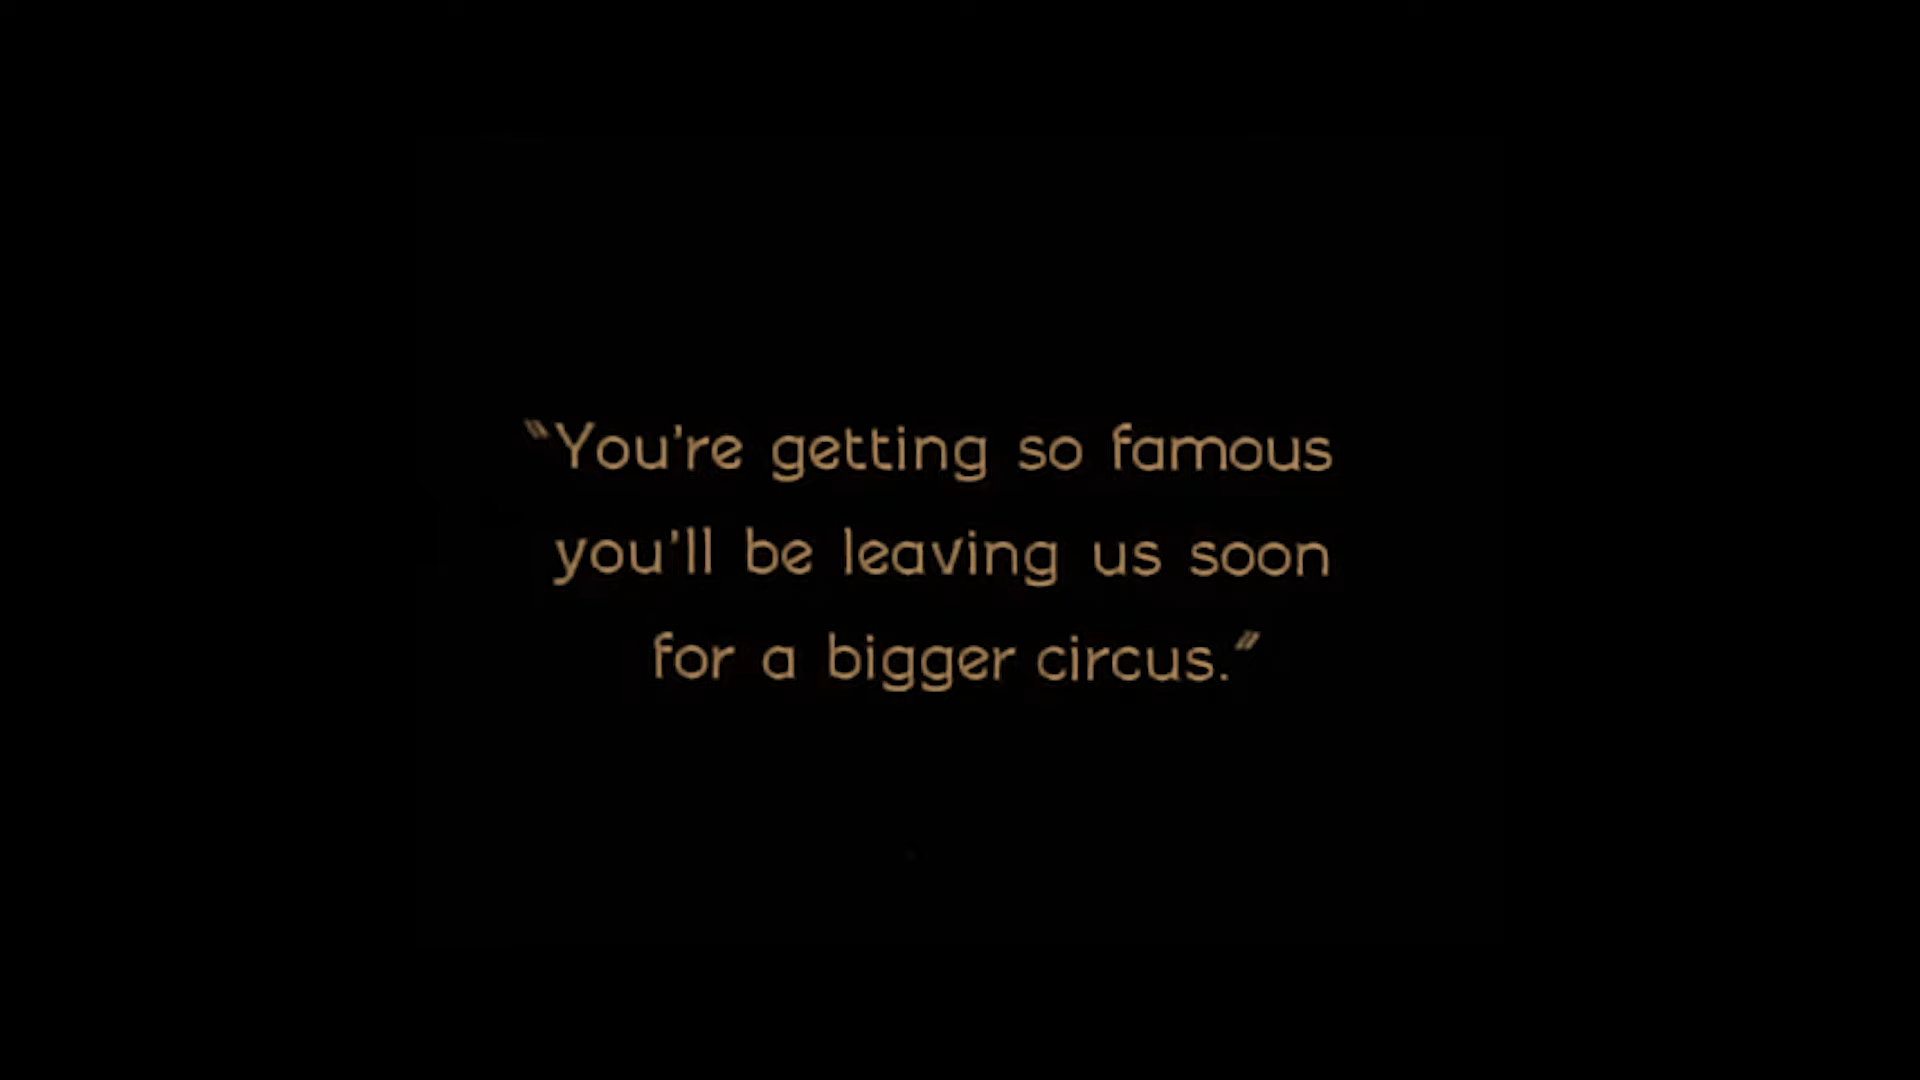 "You're getting so famous
you'll be leaving us soon
for a bigger circus."